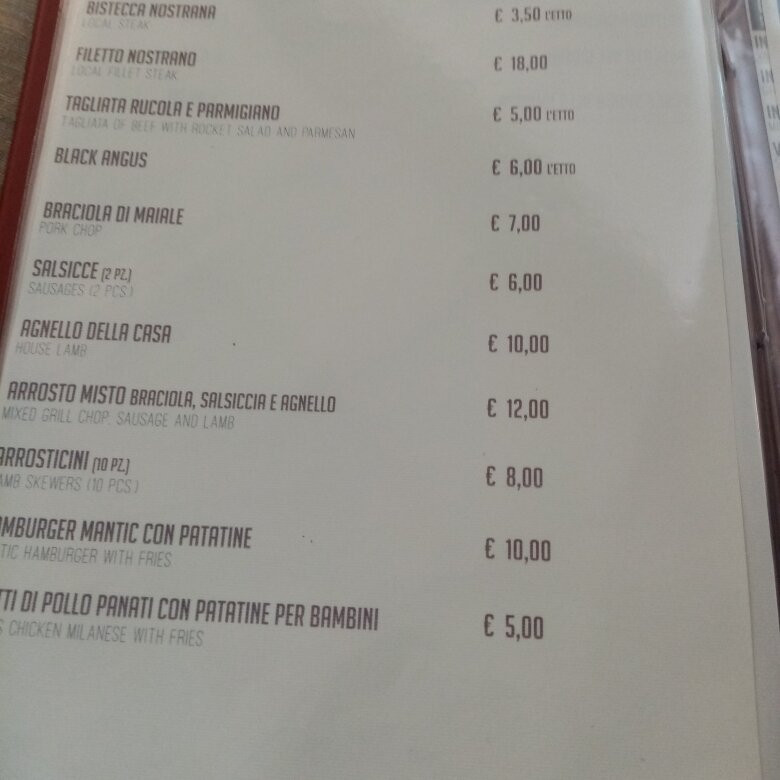 BISTECCA NOSTRANA € 3,50 L'ETTO
LOCAL STEAK
FILETTO NOSTRANO € 18,00
LOCAL FILLET STEAK
TAGLIATA RUCOLA E PARMIGIANO € 5,00 L'ETTO
TAGLIATA OF BEEF WITH ROCKET SALAD AND PARMESAN
BLACK ANGUS € 6,00 L'ETTO
BRACIOLA DI MAIALE € 7,00
PORK CHOP
SALSICCE (2 PZ.) € 6,00
SAUSAGES (2 PCS)
AGNELLO DELLA CASA € 10,00
HOUSE LAMB
ARROSTO MISTO BRACIOLA, SALSICCIA E AGNELLO € 12,00
MIXED GRILL CHOP, SAUSAGE AND LAMB
ARROSTICINI (10 PZ.) € 8,00
AMB SKEWERS (10 PCS)
AMBURGER MANTIC CON PATATINE € 10,00
TIC HAMBURGER WITH FRIES
TTI DI POLLO PANATI CON PATATINE PER BAMBINI € 5,00
S CHICKEN MILANESE WITH FRIES